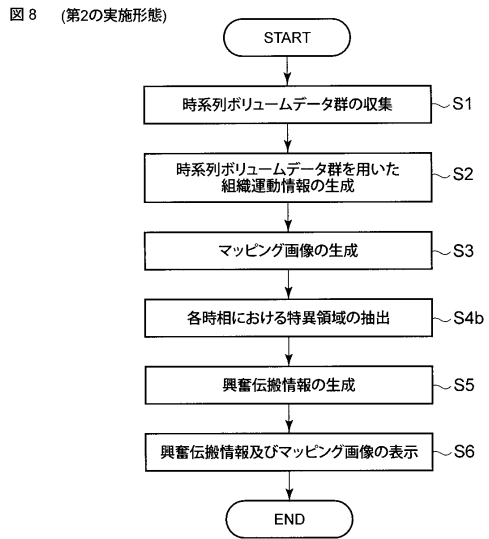 図8 (第2の実施形態)
START
時系列ボリュームデータ群の収集 S1
時系列ボリュームデータ群を用いた
組織運動情報の生成 S2
マッピング画像の生成 S3
各時相における特異領域の抽出 S4b
興奮伝搬情報の生成 S5
興奮伝搬情報及びマッピング画像の表示 S6
END